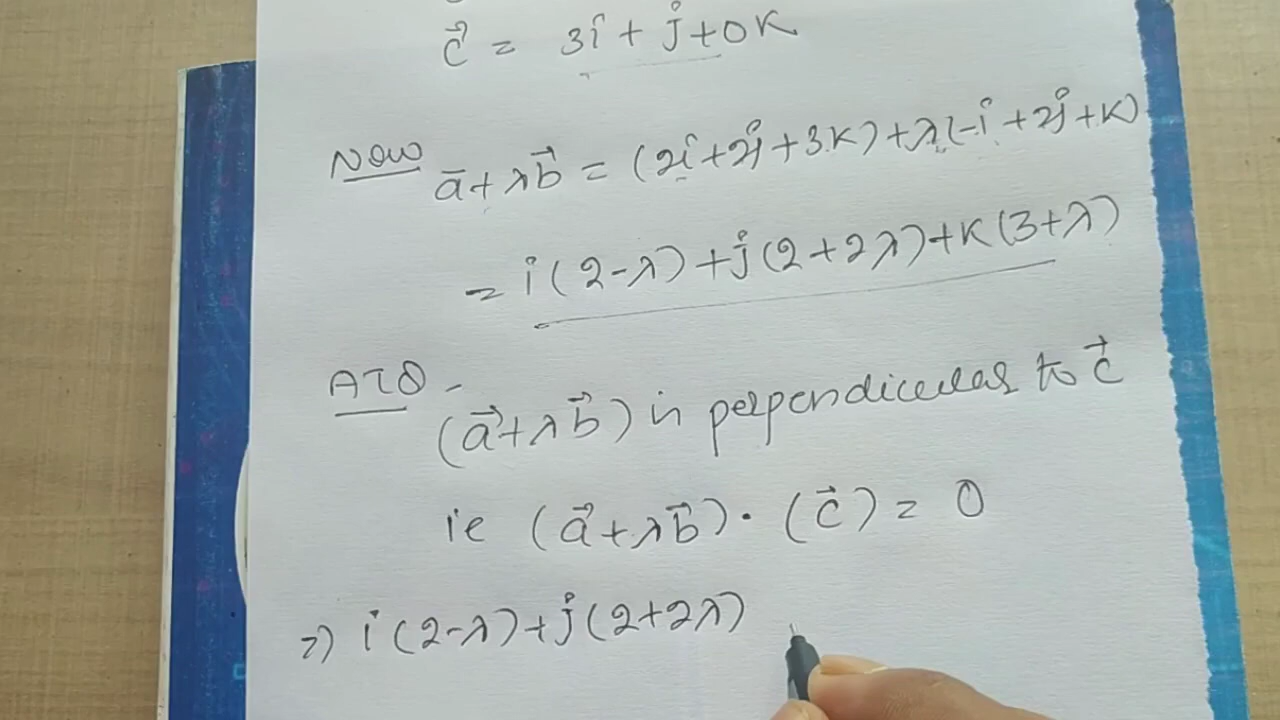 c⃗ = 3î + ĵ + 0K
Now a̅ + λb⃗ = (2i + 2j + 3K) + λ(-i + 2j + K)
= i(2-λ) + j(2+2λ) + K(3+λ)
ATQ -
(a⃗ + λb⃗) is perpendicular to c⃗
ie (a⃗ + λb⃗) · (c⃗) = 0
⇒ i(2-λ) + j(2+2λ)